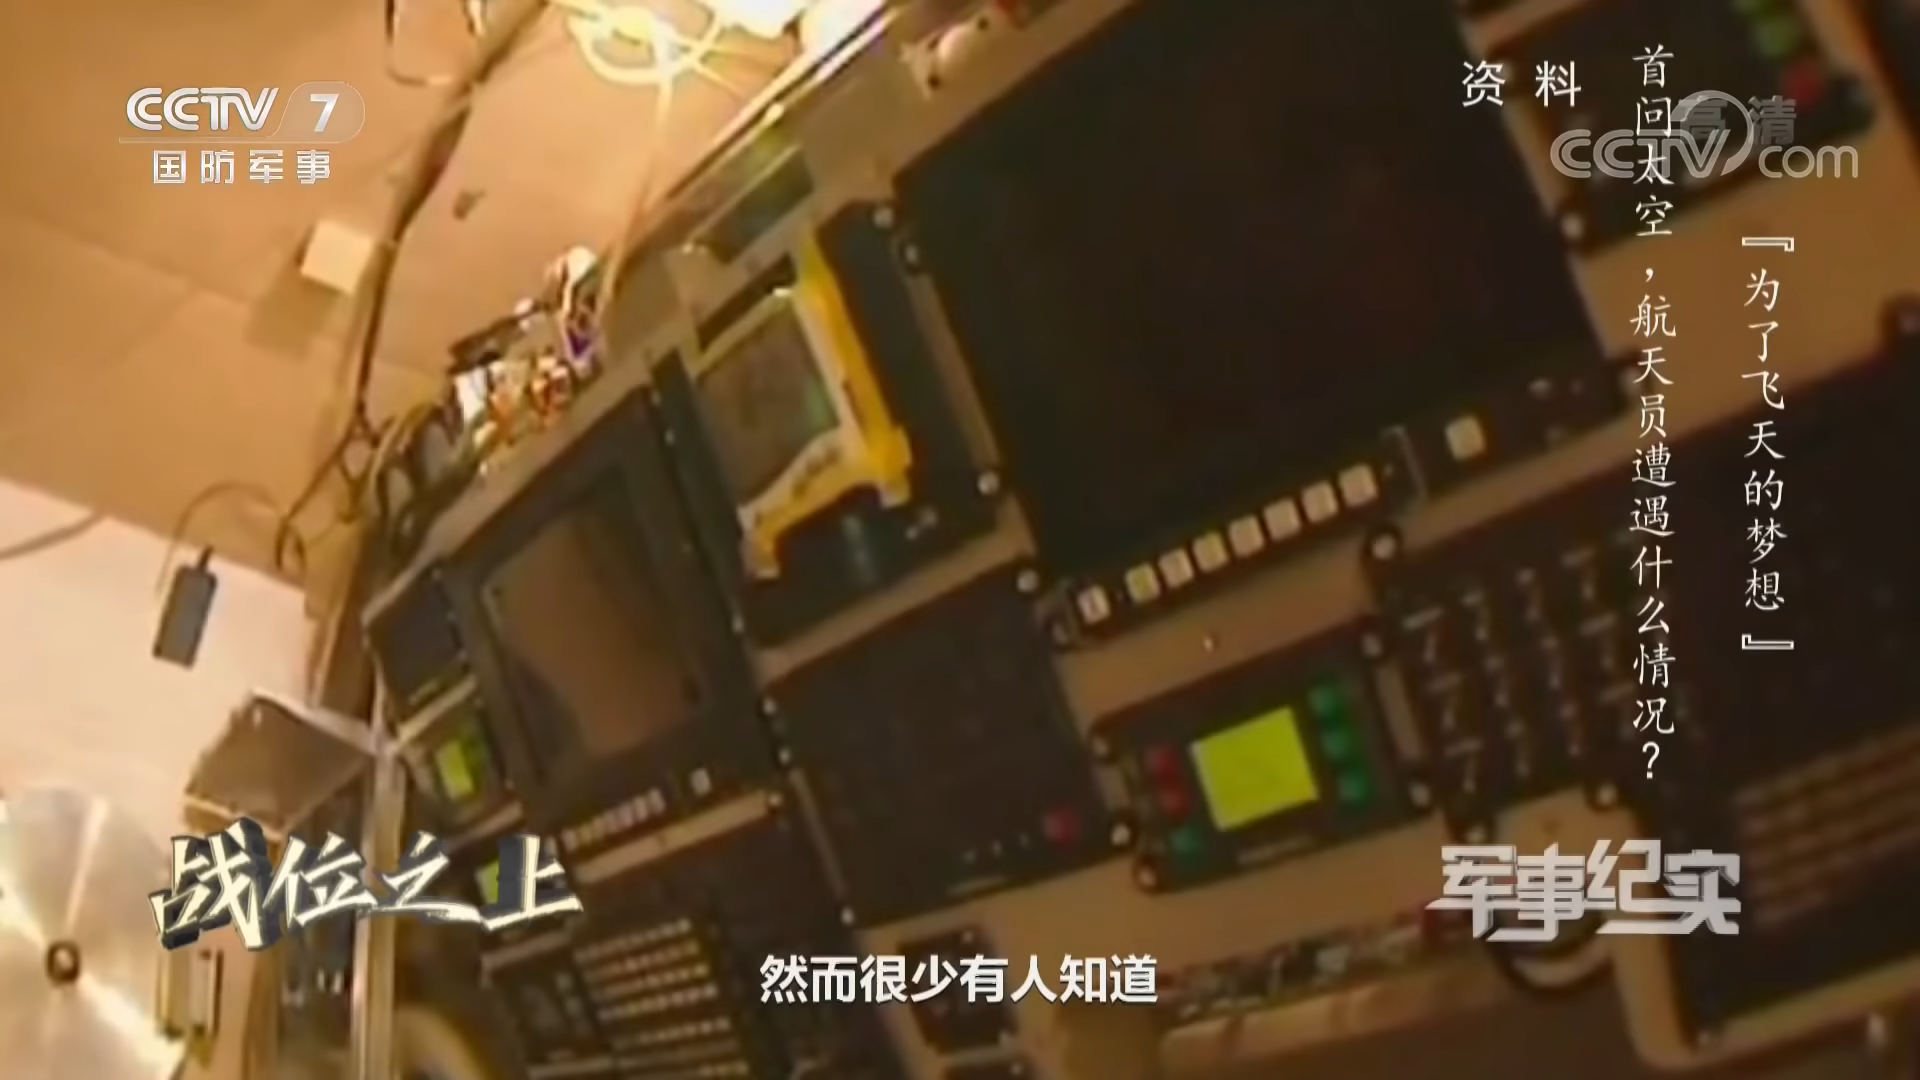 CCTV 7
国防军事
资料
高清
CCTV com
『为了飞天的梦想』
首问太空，航天员遭遇什么情况？
战位之上
军事纪实
然而很少有人知道